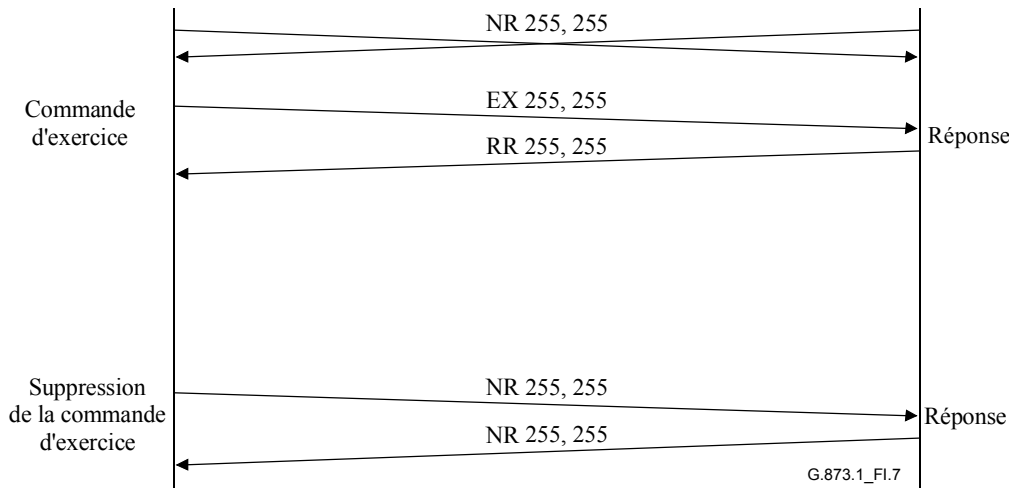 NR 255, 255
Commande
d'exercice
EX 255, 255
Réponse
RR 255, 255
Suppression
de la commande
d'exercice
NR 255, 255
Réponse
NR 255, 255
G.873.1_FI.7